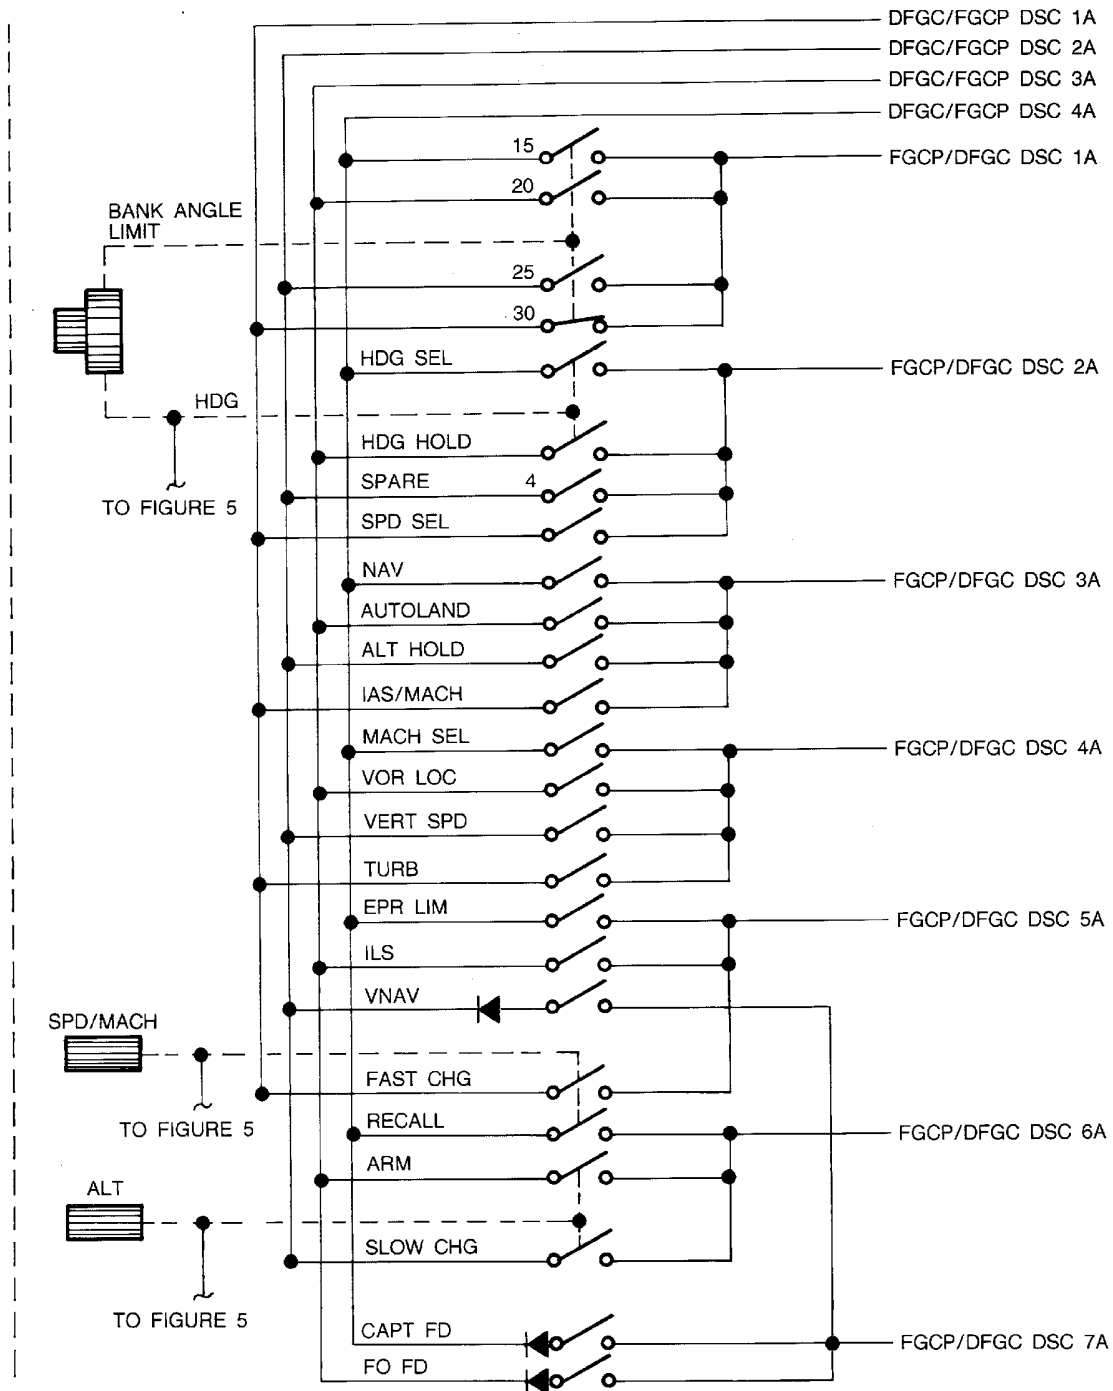 DFGC/FGCP DSC 1A
DFGC/FGCP DSC 2A
DFGC/FGCP DSC 3A
DFGC/FGCP DSC 4A
15
FGCP/DFGC DSC 1A
20
BANK ANGLE
LIMIT
25
30
HDG SEL
FGCP/DFGC DSC 2A
HDG
HDG HOLD
SPARE 4
TO FIGURE 5
SPD SEL
NAV
FGCP/DFGC DSC 3A
AUTOLAND
ALT HOLD
IAS/MACH
MACH SEL
FGCP/DFGC DSC 4A
VOR LOC
VERT SPD
TURB
EPR LIM
FGCP/DFGC DSC 5A
ILS
VNAV
SPD/MACH
FAST CHG
RECALL
TO FIGURE 5
FGCP/DFGC DSC 6A
ARM
ALT
SLOW CHG
TO FIGURE 5
CAPT FD
FGCP/DFGC DSC 7A
FO FD